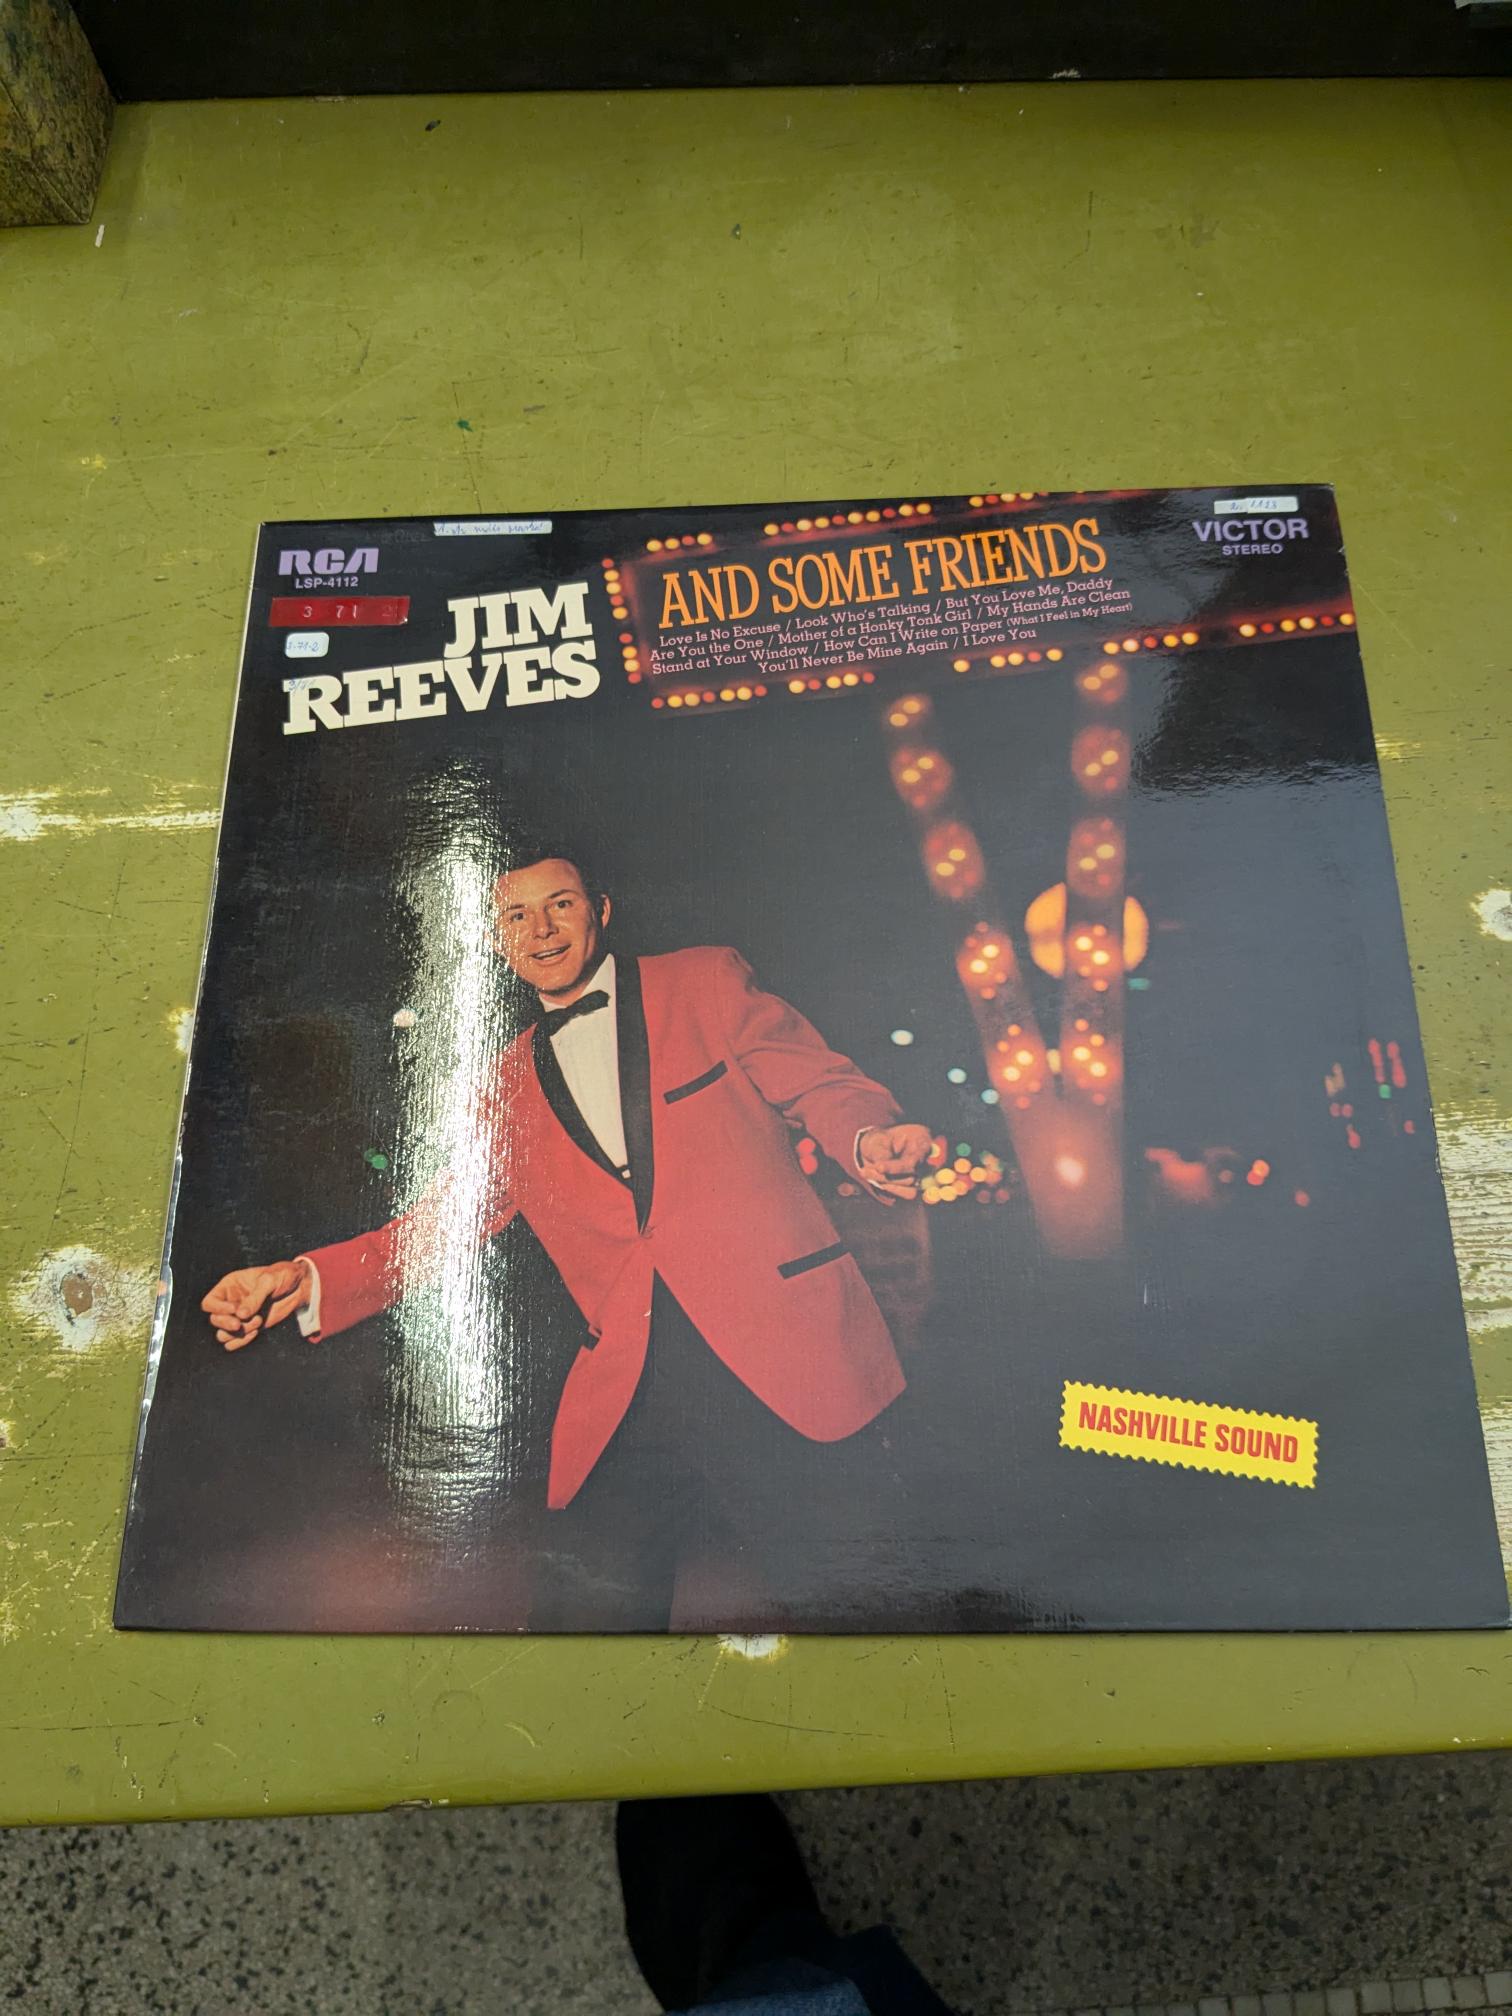 RCA
LSP-4112
3 71 2
3-71-2
JIM
REEVES
AND SOME FRIENDS
Love Is No Excuse / Look Who's Talking / But You Love Me, Daddy
Are You the One / Mother of a Honky Tonk Girl / My Hands Are Clean
Stand at Your Window / How Can I Write on Paper (What I Feel in My Heart)
You'll Never Be Mine Again / I Love You
VICTOR
STEREO
NASHVILLE SOUND